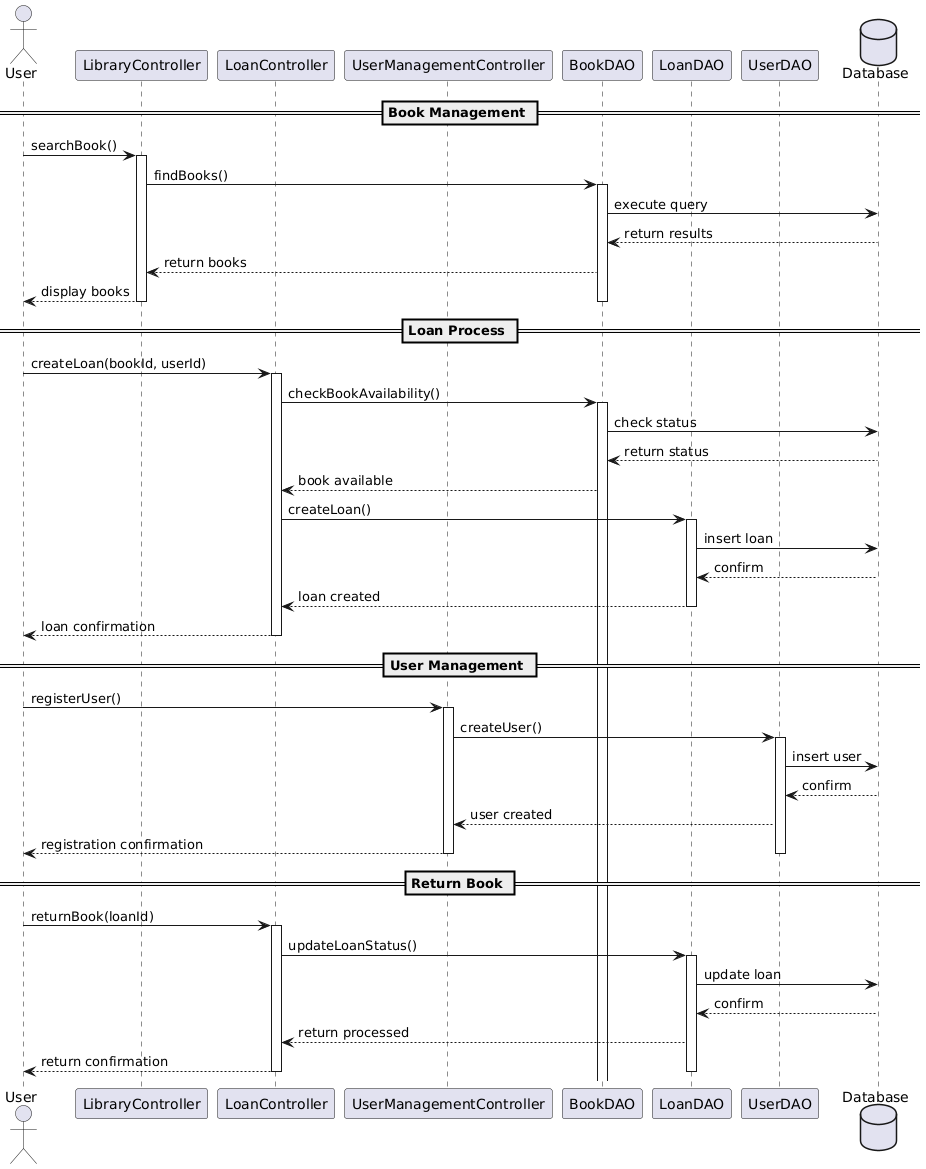 User
LibraryController
LoanController
UserManagementController
BookDAO
LoanDAO
UserDAO
Database
Book Management
searchBook()
findBooks()
execute query
return results
return books
display books
Loan Process
createLoan(bookId, userId)
checkBookAvailability()
check status
return status
book available
createLoan()
insert loan
confirm
loan created
loan confirmation
User Management
registerUser()
createUser()
insert user
confirm
user created
registration confirmation
Return Book
returnBook(loanId)
updateLoanStatus()
update loan
confirm
return processed
return confirmation
User
LibraryController
LoanController
UserManagementController
BookDAO
LoanDAO
UserDAO
Database